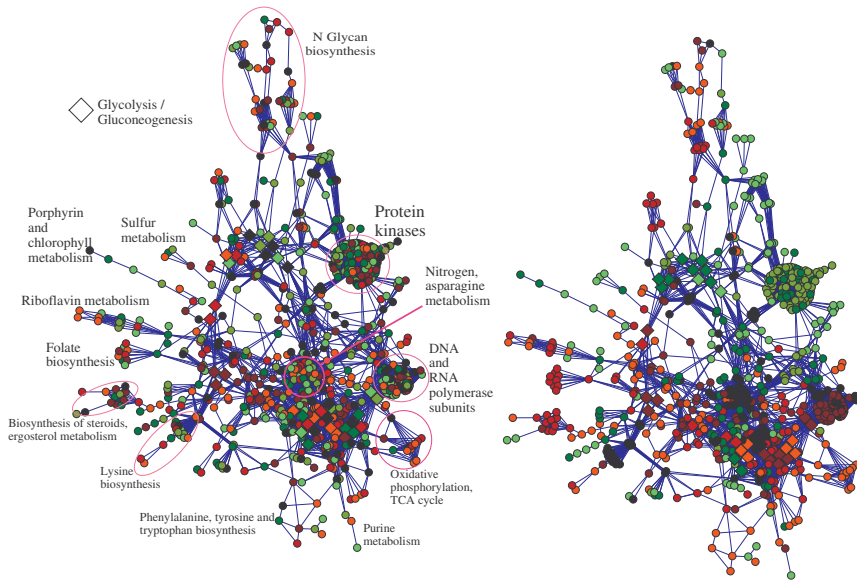 N Glycan
biosynthesis
Glycolysis /
Gluconeogenesis
Porphyrin
and
chlorophyll
metabolism
Sulfur
metabolism
Protein
kinases
Nitrogen,
asparagine
metabolism
Riboflavin metabolism
Folate
biosynthesis
DNA
and
RNA
polymerase
subunits
Biosynthesis of steroids,
ergosterol metabolism
Lysine
biosynthesis
Oxidative
phosphorylation,
TCA cycle
Phenylalanine, tyrosine and
tryptophan biosynthesis
Purine
metabolism